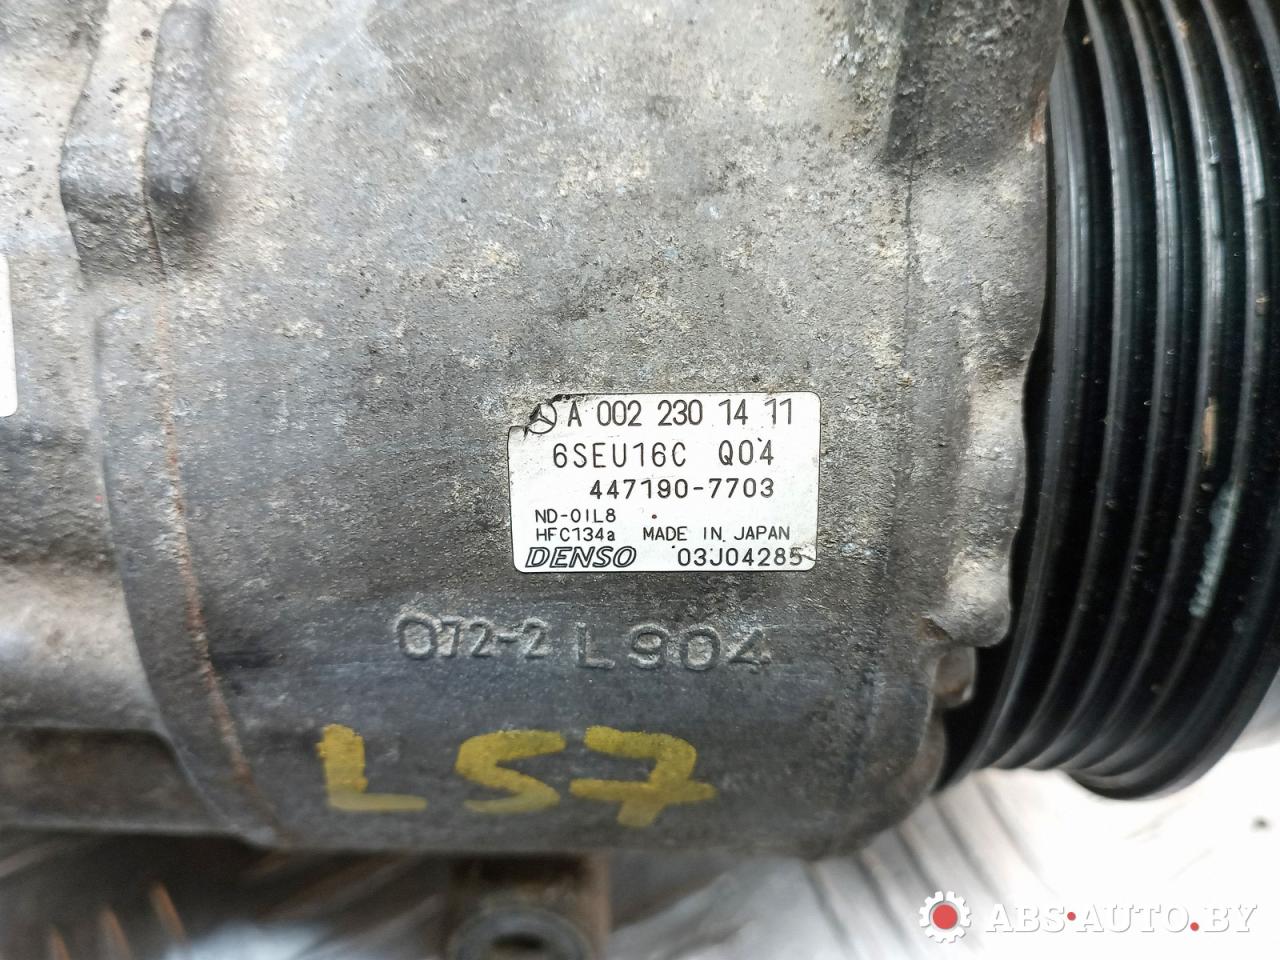 A 002 230 14 11
6SEU16C Q04
447190-7703
ND-OIL8
HFC134a MADE IN JAPAN
DENSO 03J04285
072-2 L904
LS7
ABS-AUTO.BY